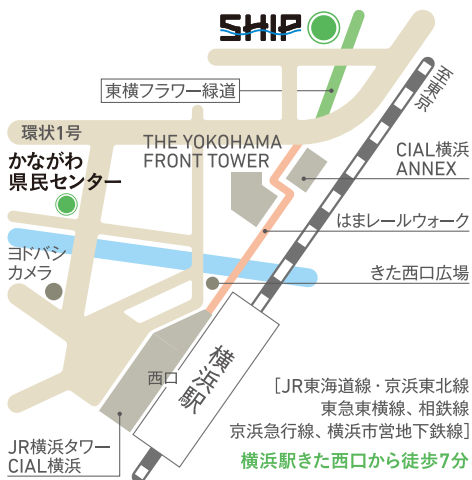 SHIP
東横フラワー緑道
至東京
環状1号
THE YOKOHAMA
FRONT TOWER
CIAL横浜
ANNEX
かながわ
県民センター
はまレールウォーク
ヨドバシ
カメラ
きた西口広場
西口
横浜駅
[JR東海道線・京浜東北線
東急東横線、相鉄線
京浜急行線、横浜市営地下鉄線]
JR横浜タワー
CIAL横浜
横浜駅きた西口から徒歩7分